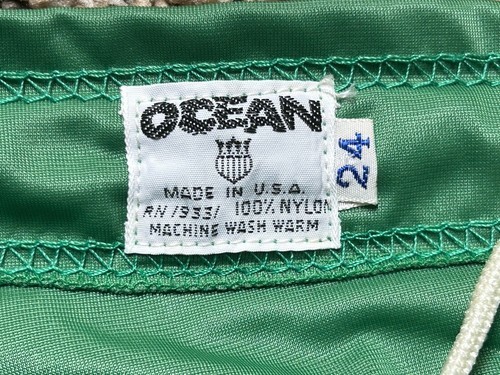 OCEAN
MADE IN U.S.A.
RN 19331 100% NYLON
MACHINE WASH WARM
24